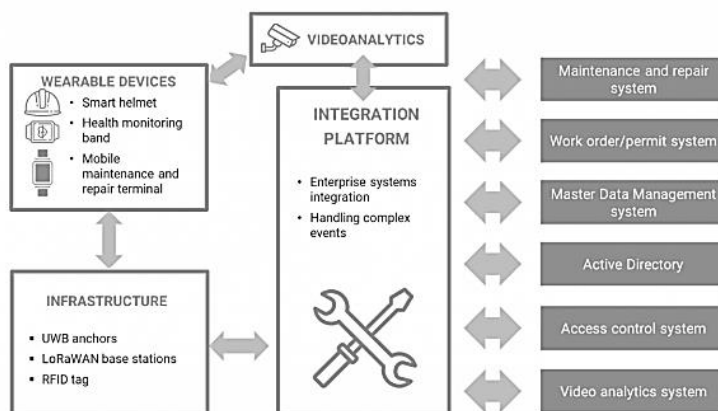 VIDEOANALYTICS
WEARABLE DEVICES
• Smart helmet
• Health monitoring
band
• Mobile
maintenance and
repair terminal
INFRASTRUCTURE
▪ UWB anchors
▪ LoRaWAN base stations
▪ RFID tag
INTEGRATION
PLATFORM
• Enterprise systems
integration
• Handling complex
events
Maintenance and repair
system
Work order/permit system
Master Data Management
system
Active Directory
Access control system
Video analytics system